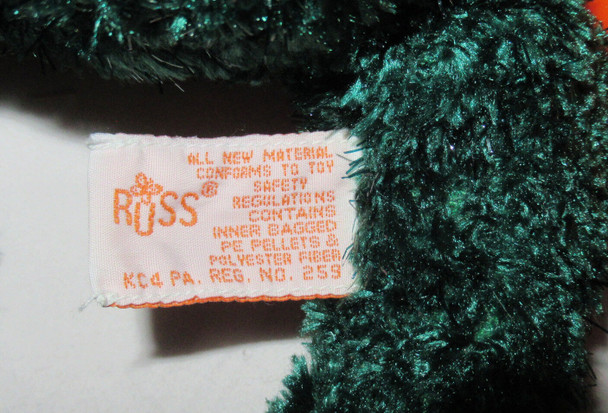 RUSS®
ALL NEW MATERIAL
CONFORMS TO TOY
SAFETY
REGULATIONS
CONTAINS
INNER BAGGED
PE PELLETS &
POLYESTER FIBER
KC4 PA. REG. NO. 259